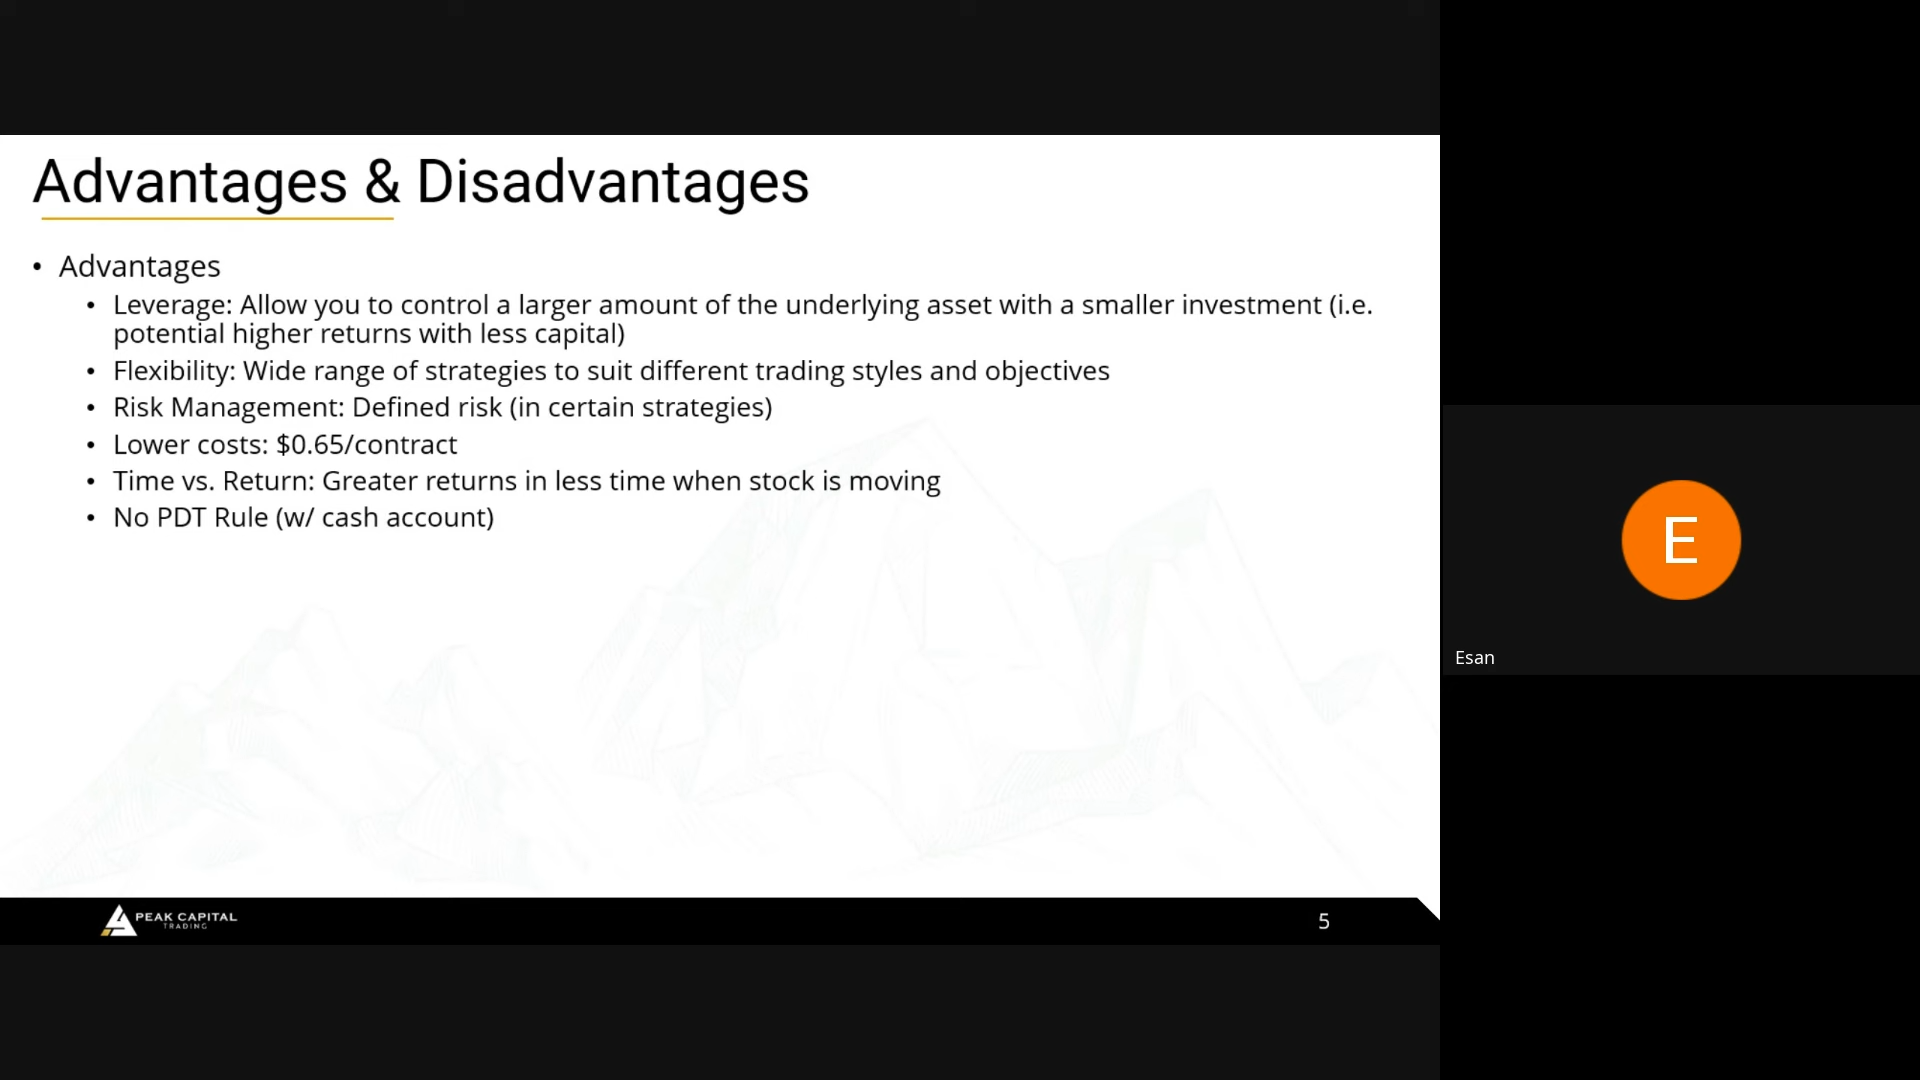 Advantages & Disadvantages
• Advantages
• Leverage: Allow you to control a larger amount of the underlying asset with a smaller investment (i.e.
potential higher returns with less capital)
• Flexibility: Wide range of strategies to suit different trading styles and objectives
• Risk Management: Defined risk (in certain strategies)
• Lower costs: $0.65/contract
• Time vs. Return: Greater returns in less time when stock is moving
• No PDT Rule (w/ cash account)
E
Esan
PEAK CAPITAL
TRADING
5